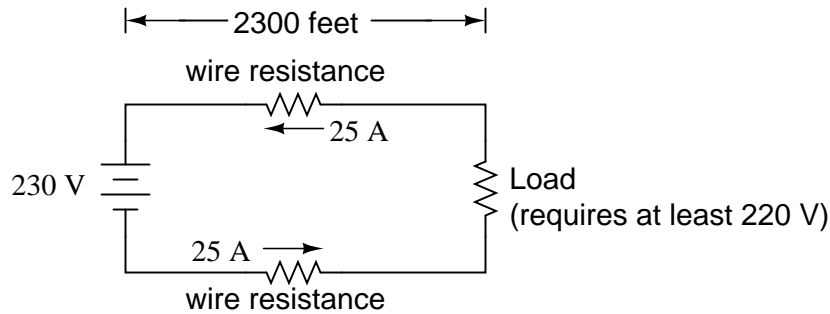 2300 feet
wire resistance
25 A
230 V
Load
(requires at least 220 V)
25 A
wire resistance